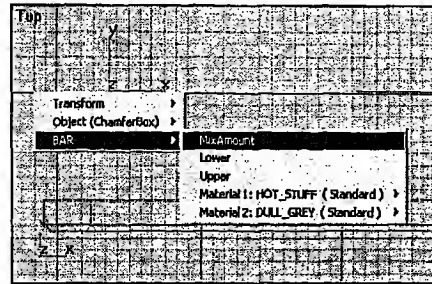 Top
y
z x
Transform
Object (ChamferBox)
BAR
MixAmount
Lower
Upper
Material 1: HOT_STUFF ( Standard )
Material 2: DULL_GREY ( Standard )
z x